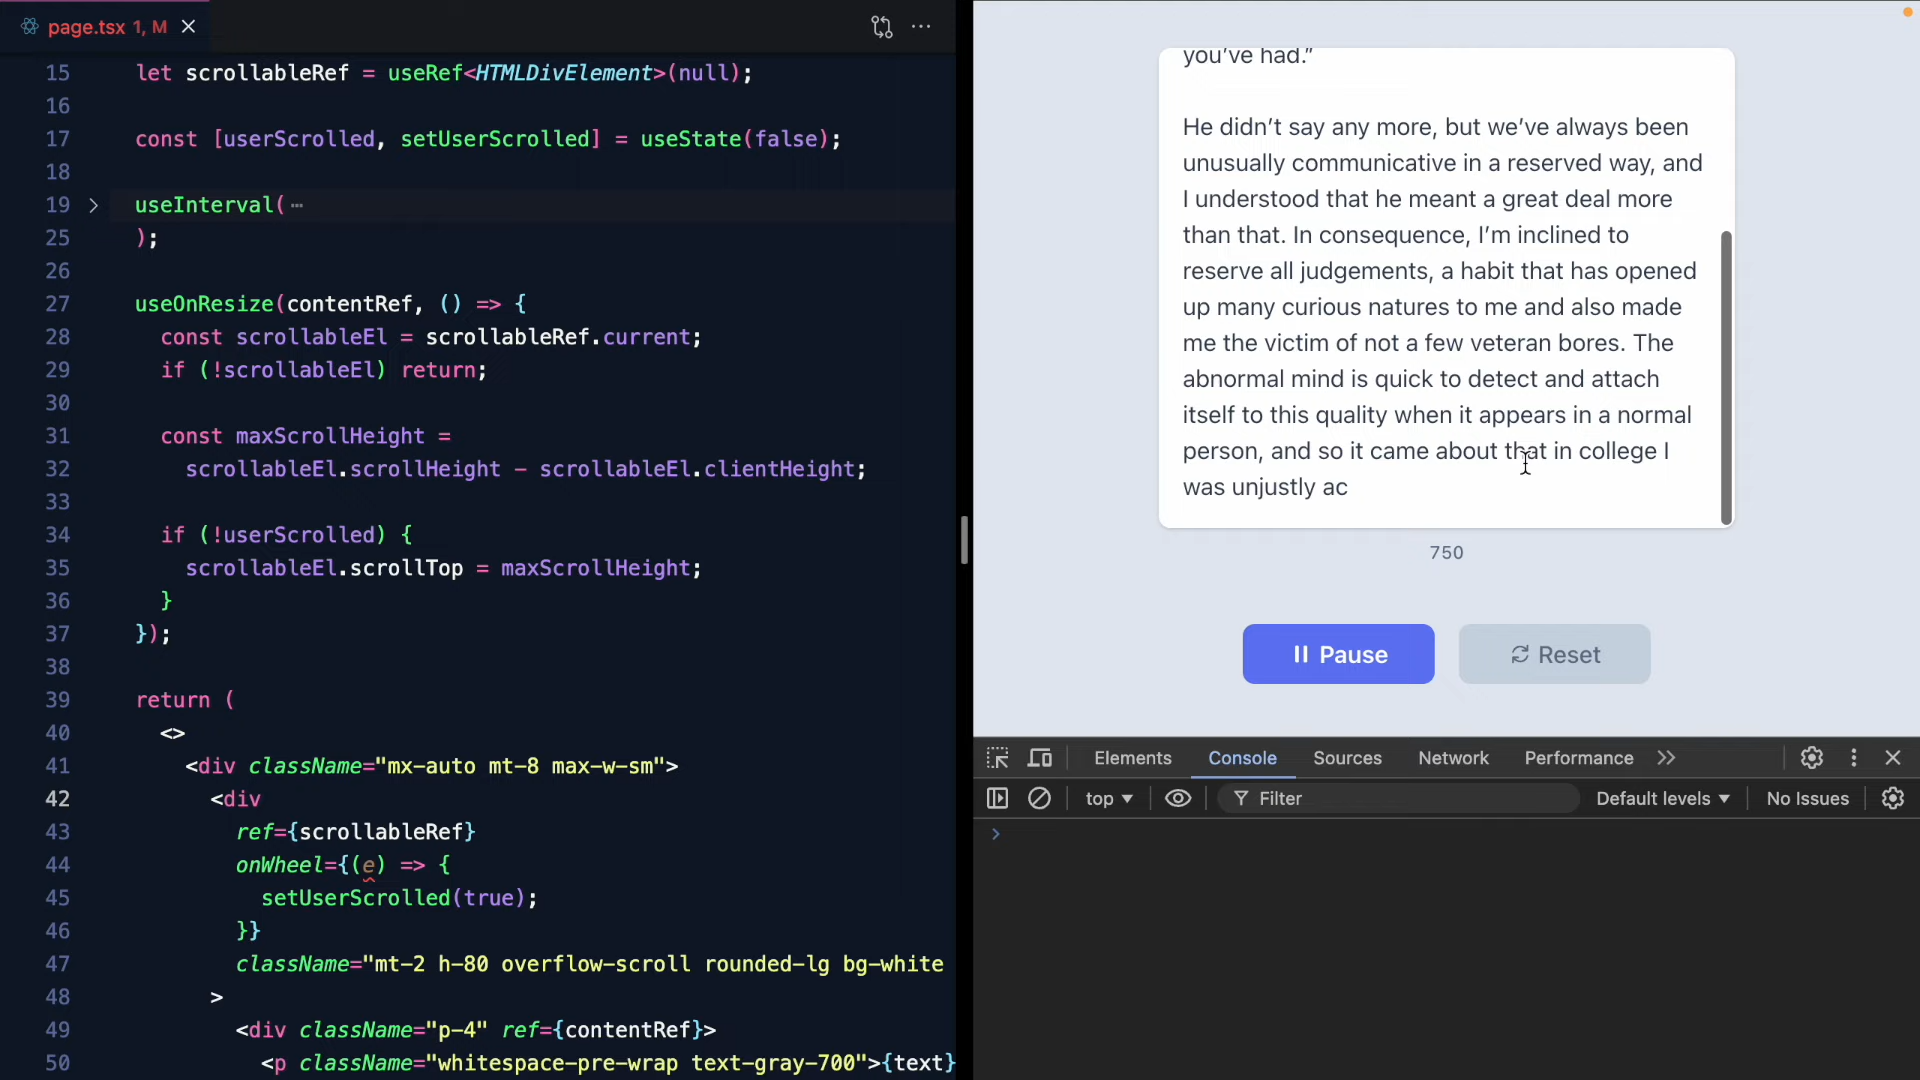 page.tsx 1, M
15 let scrollableRef = useRef<HTMLDivElement>(null);
16
17 const [userScrolled, setUserScrolled] = useState(false);
18
19 useInterval( ⋯
25 );
26
27 useOnResize(contentRef, () => {
28 const scrollableEl = scrollableRef.current;
29 if (!scrollableEl) return;
30
31 const maxScrollHeight =
32 scrollableEl.scrollHeight - scrollableEl.clientHeight;
33
34 if (!userScrolled) {
35 scrollableEl.scrollTop = maxScrollHeight;
36 }
37 });
38
39 return (
40 <>
41 <div className="mx-auto mt-8 max-w-sm">
42 <div
43 ref={scrollableRef}
44 onWheel={(e) => {
45 setUserScrolled(true);
46 }}
47 className="mt-2 h-80 overflow-scroll rounded-lg bg-white
48 >
49 <div className="p-4" ref={contentRef}>
50 <p className="whitespace-pre-wrap text-gray-700">{text}
you’ve had.”
He didn’t say any more, but we’ve always been
unusually communicative in a reserved way, and
I understood that he meant a great deal more
than that. In consequence, I’m inclined to
reserve all judgements, a habit that has opened
up many curious natures to me and also made
me the victim of not a few veteran bores. The
abnormal mind is quick to detect and attach
itself to this quality when it appears in a normal
person, and so it came about that in college I
was unjustly ac
750
Pause Reset
Elements Console Sources Network Performance
top Filter Default levels No Issues